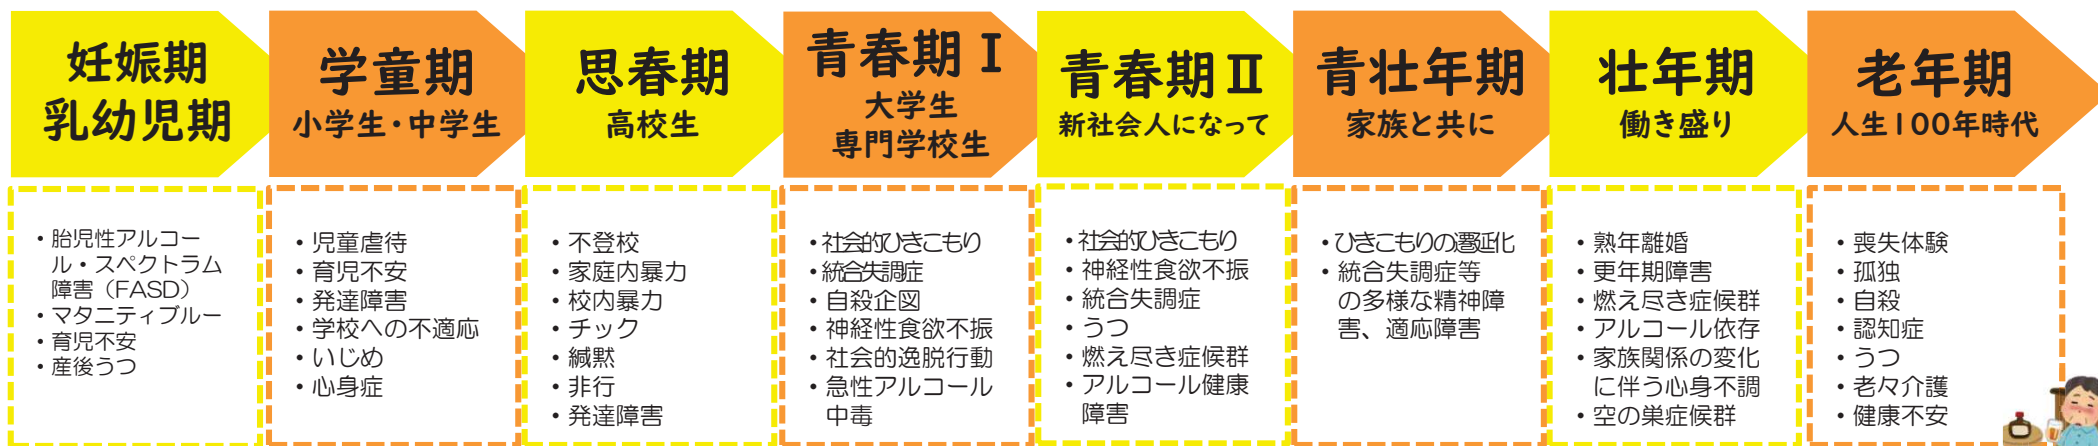 妊娠期
乳幼児期
・胎児性アルコー
ル・スペクトラム
障害（FASD）
・マタニティブルー
・育児不安
・産後うつ
学童期
小学生・中学生
・児童虐待
・育児不安
・発達障害
・学校への不適応
・いじめ
・心身症
思春期
高校生
・不登校
・家庭内暴力
・校内暴力
・チック
・緘黙
・非行
・発達障害
青春期Ⅰ
大学生
専門学校生
・社会的ひきこもり
・統合失調症
・自殺企図
・神経性食欲不振
・社会的逸脱行動
・急性アルコール
中毒
青春期Ⅱ
新社会人になって
・社会的ひきこもり
・神経性食欲不振
・統合失調症
・うつ
・燃え尽き症候群
・アルコール健康
障害
青壮年期
家族と共に
・ひきこもりの遷延化
・統合失調症等
の多様な精神障
害、適応障害
壮年期
働き盛り
・熟年離婚
・更年期障害
・燃え尽き症候群
・アルコール依存
・家族関係の変化
に伴う心身不調
・空の巣症候群
老年期
人生100年時代
・喪失体験
・孤独
・自殺
・認知症
・うつ
・老々介護
・健康不安